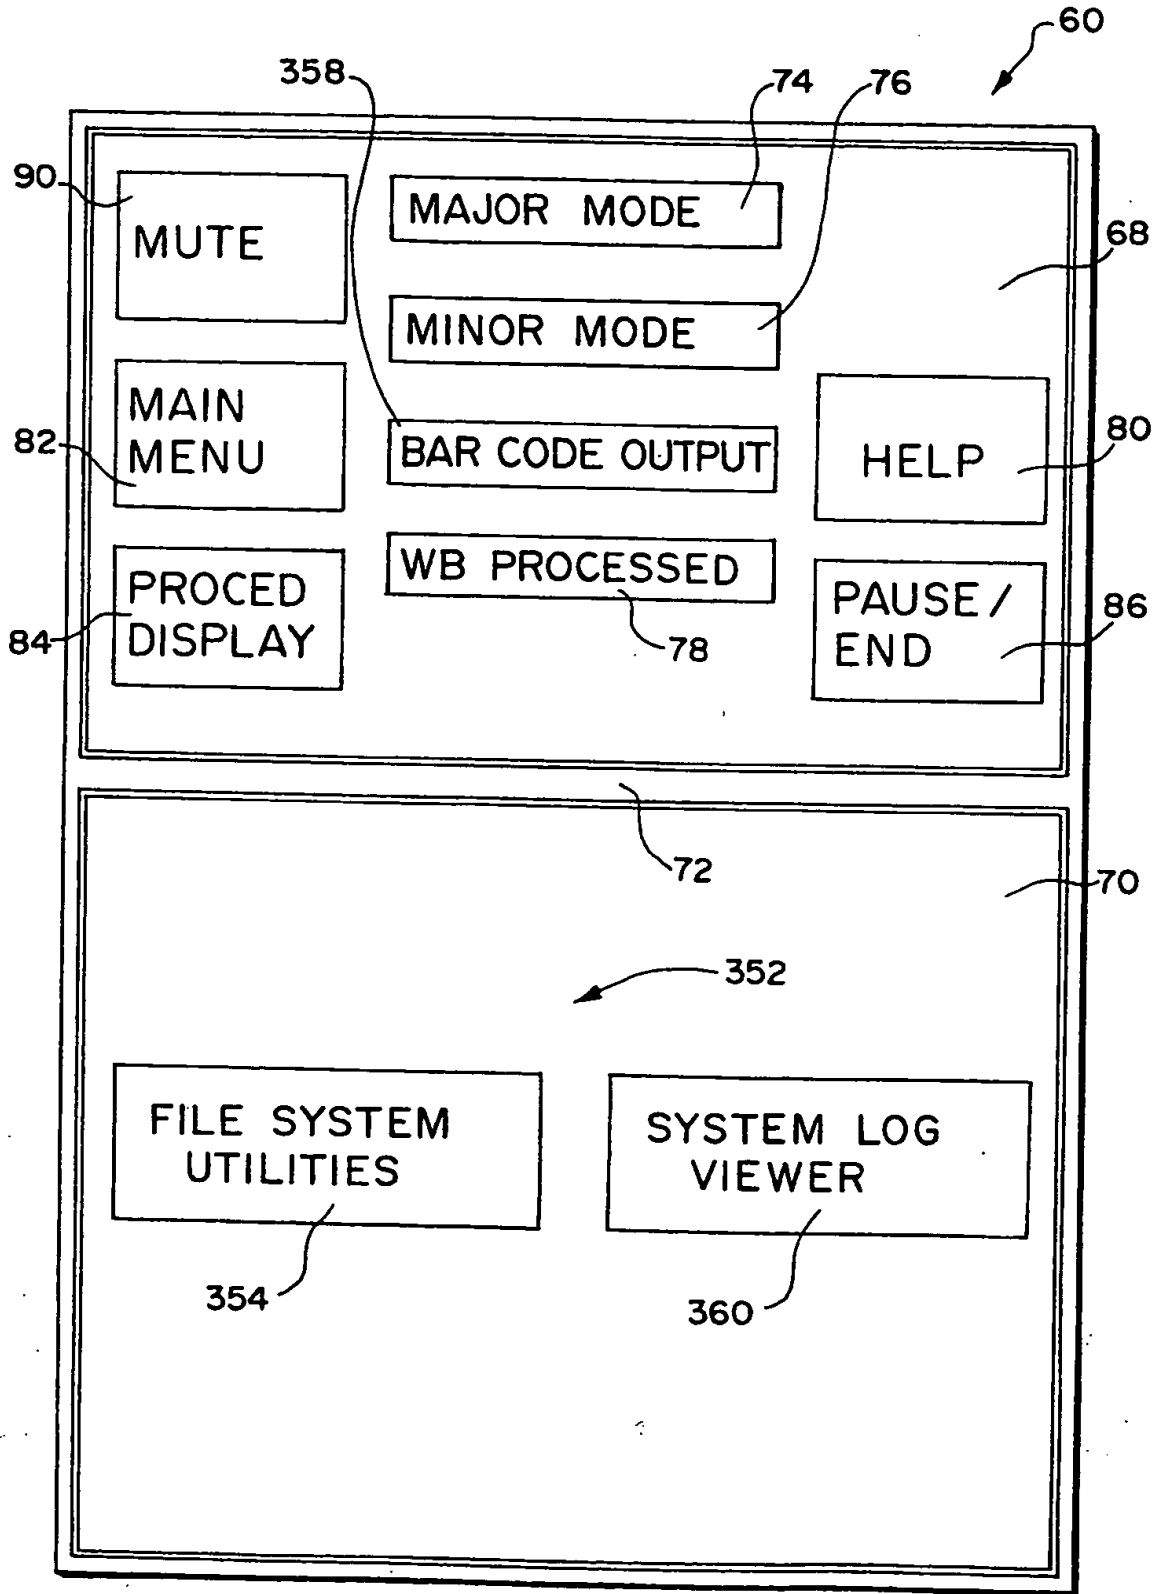 60
358
74
76
90
MUTE
MAJOR MODE
68
MINOR MODE
MAIN
MENU
82
BAR CODE OUTPUT
HELP
80
PROCED
DISPLAY
84
WB PROCESSED
78
PAUSE/
END
86
72
70
352
FILE SYSTEM
UTILITIES
SYSTEM LOG
VIEWER
354
360